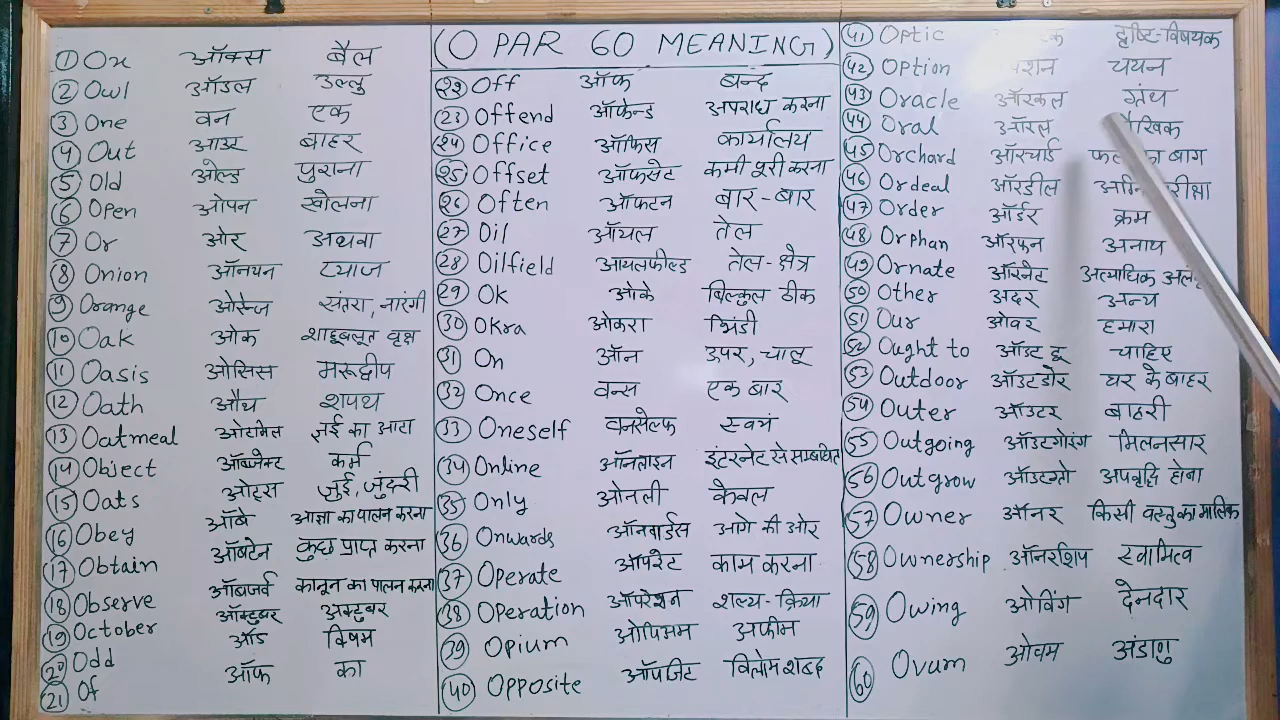 (O PAR 60 MEANING)
1 Ox ऑक्स बैल
2 Owl ऑउल उल्लु
3 One वन एक
4 Out आउट बाहर
5 Old ओल्ड पुराना
6 Open ओपन खोलना
7 Or ओर अथवा
8 Onion ऑनयन प्याज
9 Orange ओरेन्ज संतरा, नारंगी
10 Oak ओक शाहबलूत वृक्ष
11 Oasis ओसिस मरूद्वीप
12 Oath औथ शपथ
13 Oatmeal ओटमिल जई का आटा
14 Object ऑब्जेक्ट कर्म
15 Oats ओट्स जई, जुंदरी
16 Obey ऑबे आज्ञा का पालन करना
17 Obtain ऑबटेन कुछ प्राप्त करना
18 Observe ऑबजर्व कानून का पालन करना
19 October ऑक्टुबर अक्टुबर
20 Odd ऑड विषम
21 Of ऑफ का
22 Off ऑफ बन्द
23 Offend ऑफेन्ड अपराध करना
24 Office ऑफिस कार्यालय
25 Offset ऑफसेट कमी पूरी करना
26 Often ऑफटन बार-बार
27 Oil ऑयल तेल
28 Oilfield आयलफील्ड तेल-क्षेत्र
29 Ok ओके बिल्कुल ठीक
30 Okra ओकरा भिंडी
31 On ऑन उपर, चालू
32 Once वन्स एक बार
33 Oneself वनसेल्फ स्वयं
34 Online ऑनलाइन इंटरनेट से सम्बधित
35 Only ओनली केवल
36 Onwards ऑनवार्डस आगे की ओर
37 Operate ऑपरेट काम करना
38 Operation ऑपरेशन शल्य-क्रिया
39 Opium ओपिअम अफीम
40 Opposite ऑपजिट विलोम शब्द
41 Optic दृष्टि-विषयक
42 Option चयन
43 Oracle ऑरकल ग्रंथ
44 Oral ऑरल
45 Orchard ऑरचार्ड बाग
46 Ordeal ऑरडील
47 Order ऑर्डर क्रम
48 Orphan ऑरफन अनाथ
49 Ornate ऑरनेट अत्याधिक
50 Other अदर अन्य
51 Our ओवर हमारा
52 Ought to ऑउट टू चाहिए
53 Outdoor ऑउटडोर घर के बाहर
54 Outer ऑउटर बाहरी
55 Outgoing ऑउटगोइंग मिलनसार
56 Outgrow ऑउटग्रो अपवृद्धि होना
57 Owner ऑनर किसी वस्तु का मालिक
58 Ownership ऑनरशिप स्वामित्व
59 Owing ओविंग देनदार
60 Ovum ओवम अंडाणु